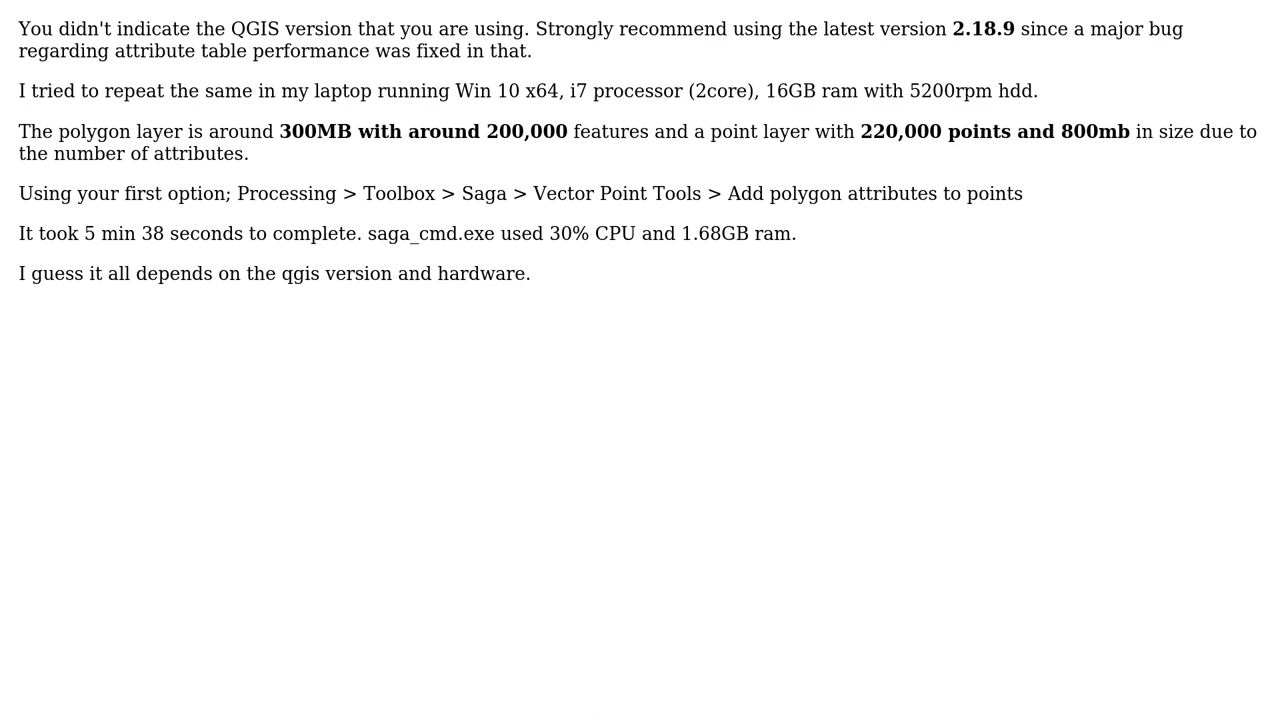 You didn't indicate the QGIS version that you are using. Strongly recommend using the latest version 2.18.9 since a major bug
regarding attribute table performance was fixed in that.
I tried to repeat the same in my laptop running Win 10 x64, i7 processor (2core), 16GB ram with 5200rpm hdd.
The polygon layer is around 300MB with around 200,000 features and a point layer with 220,000 points and 800mb in size due to
the number of attributes.
Using your first option; Processing > Toolbox > Saga > Vector Point Tools > Add polygon attributes to points
It took 5 min 38 seconds to complete. saga_cmd.exe used 30% CPU and 1.68GB ram.
I guess it all depends on the qgis version and hardware.